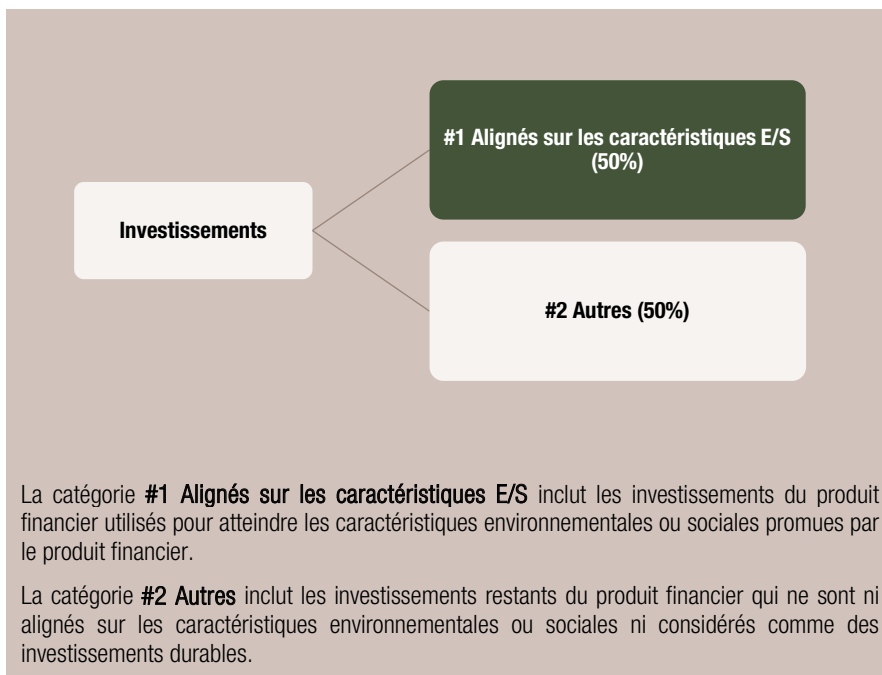 #1 Alignés sur les caractéristiques E/S
(50%)
Investissements
#2 Autres (50%)
La catégorie #1 Alignés sur les caractéristiques E/S inclut les investissements du produit
financier utilisés pour atteindre les caractéristiques environnementales ou sociales promues par
le produit financier.
La catégorie #2 Autres inclut les investissements restants du produit financier qui ne sont ni
alignés sur les caractéristiques environnementales ou sociales ni considérés comme des
investissements durables.